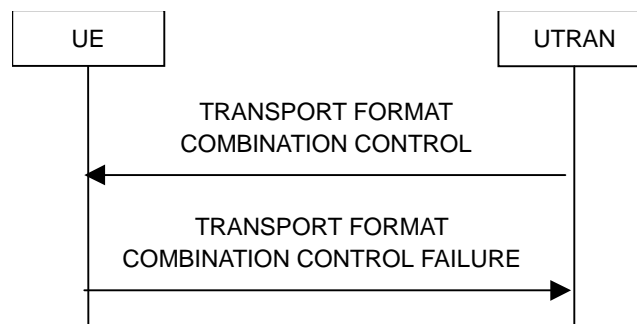 UE
UTRAN
TRANSPORT FORMAT
COMBINATION CONTROL
TRANSPORT FORMAT
COMBINATION CONTROL FAILURE